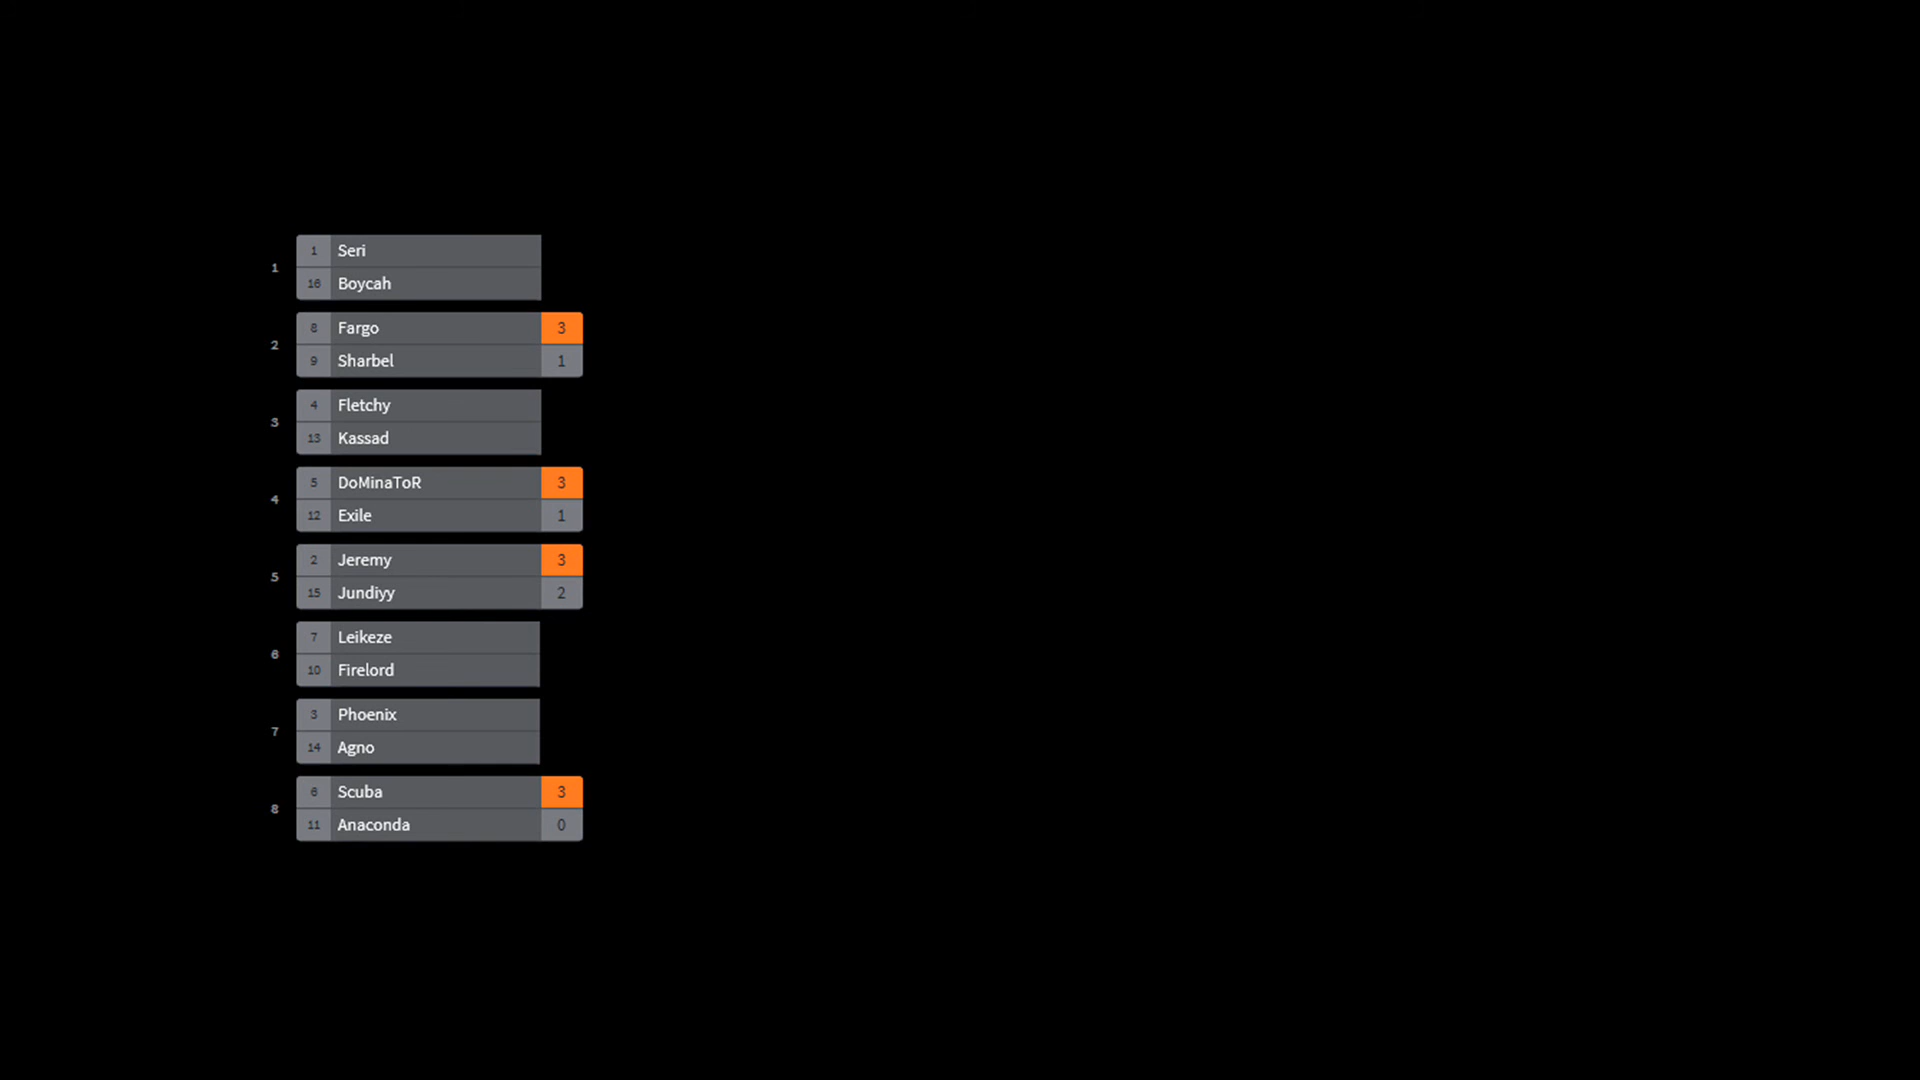 1 Seri
1
16 Boycah
8 Fargo 3
2
9 Sharbel 1
4 Fletchy
3
13 Kassad
5 DoMinaToR 3
4
12 Exile 1
2 Jeremy 3
5
15 Jundiyy 2
7 Leikeze
6
10 Firelord
3 Phoenix
7
14 Agno
6 Scuba 3
8
11 Anaconda 0